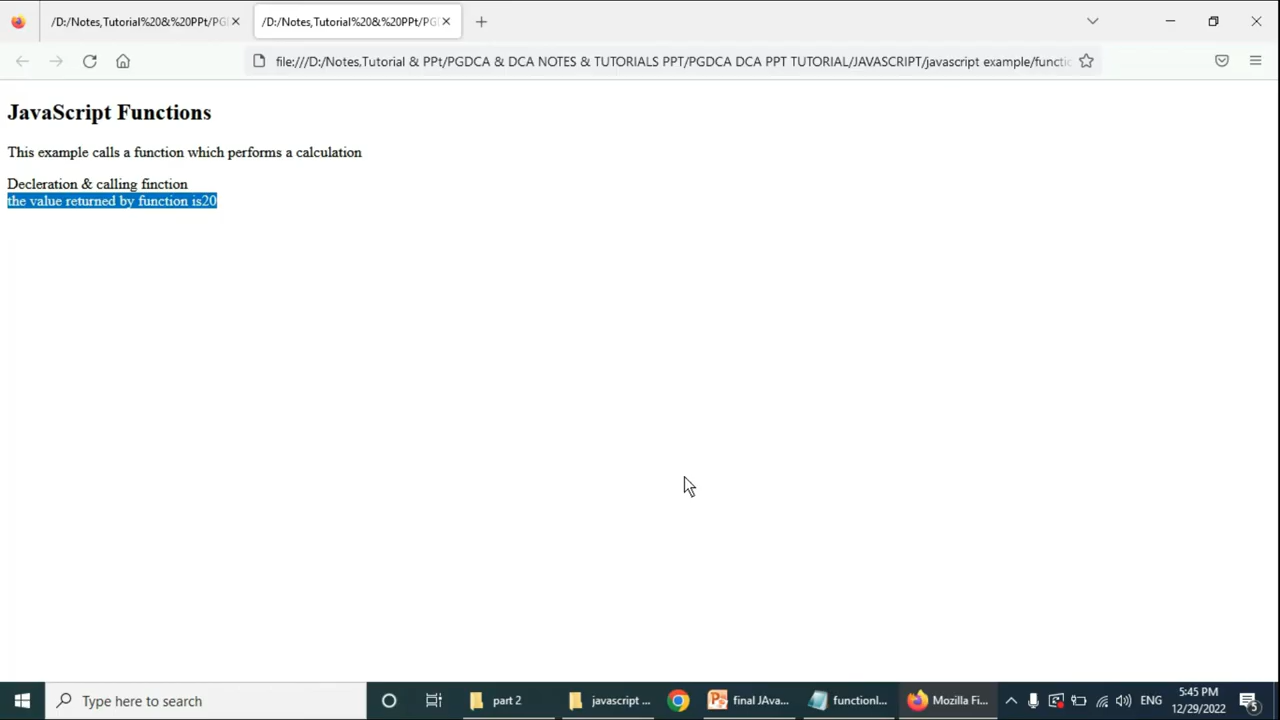 /D:/Notes,Tutorial%20&%20PPt/PG
/D:/Notes,Tutorial%20&%20PPt/PG
file:///D:/Notes,Tutorial & PPt/PGDCA & DCA NOTES & TUTORIALS PPT/PGDCA DCA PPT TUTORIAL/JAVASCRIPT/javascript example/functio
JavaScript Functions
This example calls a function which performs a calculation
Decleration & calling finction
the value returned by function is20
Type here to search
part 2
javascript ...
final JAva...
functionl...
Mozilla Fi...
ENG
5:45 PM
12/29/2022
5